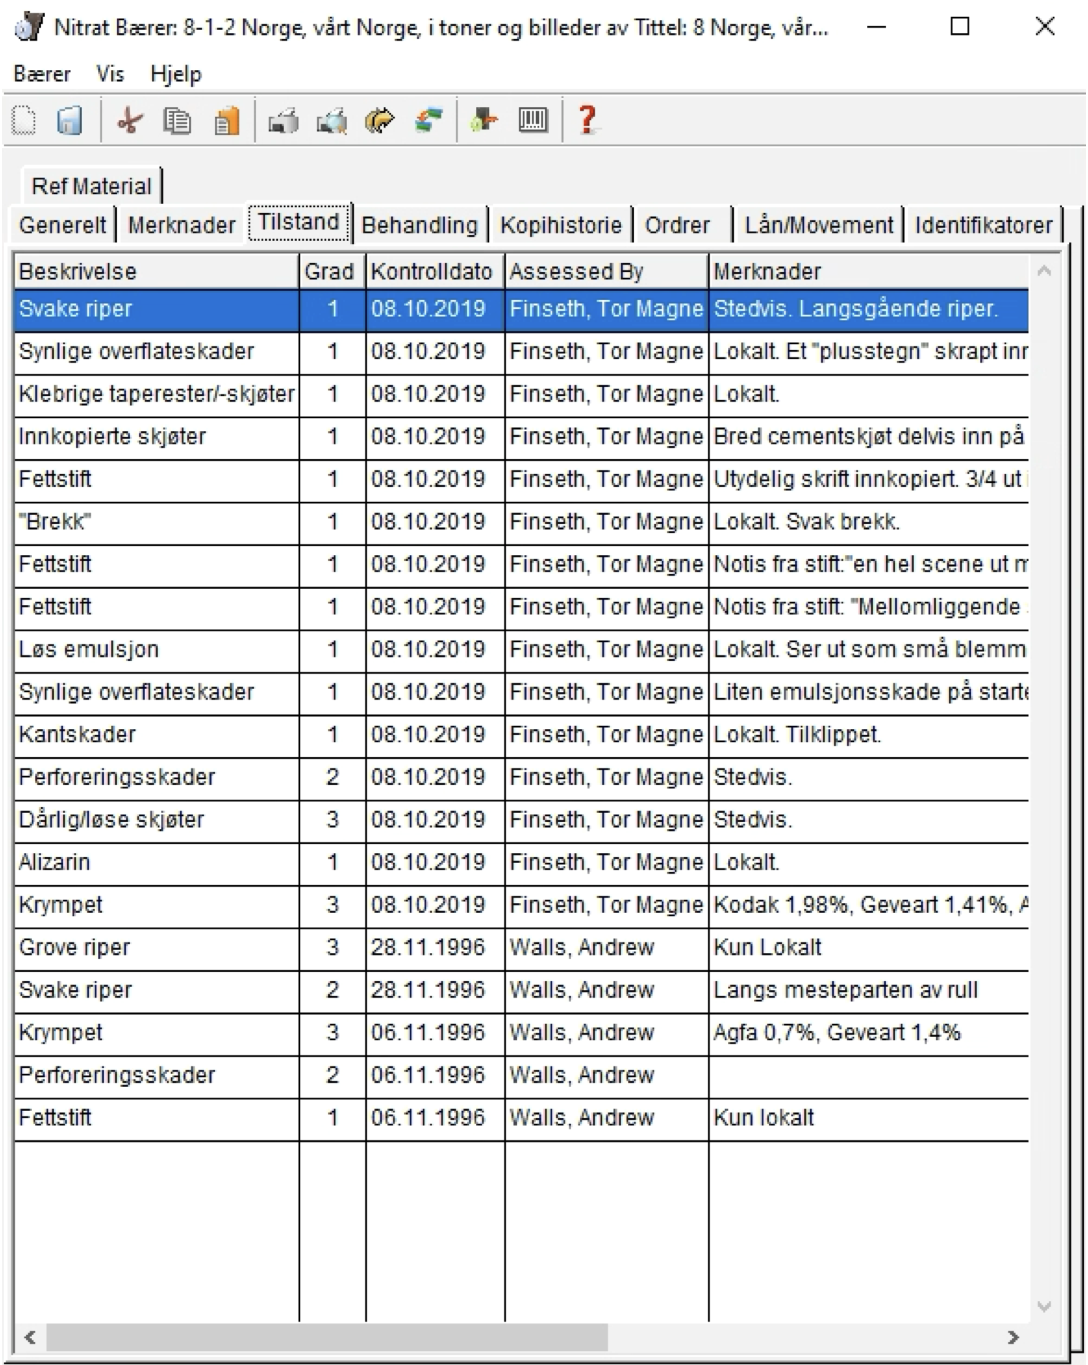 Nitrat Bærer: 8-1-2 Norge, vårt Norge, i toner og billeder av Tittel: 8 Norge, vår...
Bærer Vis Hjelp
Ref Material
Generelt Merknader Tilstand Behandling Kopihistorie Ordrer Lån/Movement Identifikatorer
Beskrivelse Grad Kontrolldato Assessed By Merknader
Svake riper 1 08.10.2019 Finseth, Tor Magne Stedvis. Langsgående riper.
Synlige overflateskader 1 08.10.2019 Finseth, Tor Magne Lokalt. Et "plusstegn" skrapt inr
Klebrige taperester/-skjøter 1 08.10.2019 Finseth, Tor Magne Lokalt.
Innkopierte skjøter 1 08.10.2019 Finseth, Tor Magne Bred cementskjøt delvis inn på
Fettstift 1 08.10.2019 Finseth, Tor Magne Utydelig skrift innkopiert. 3/4 ut i
"Brekk" 1 08.10.2019 Finseth, Tor Magne Lokalt. Svak brekk.
Fettstift 1 08.10.2019 Finseth, Tor Magne Notis fra stift:"en hel scene ut m
Fettstift 1 08.10.2019 Finseth, Tor Magne Notis fra stift: "Mellomliggende
Løs emulsjon 1 08.10.2019 Finseth, Tor Magne Lokalt. Ser ut som små blemm
Synlige overflateskader 1 08.10.2019 Finseth, Tor Magne Liten emulsjonsskade på starte
Kantskader 1 08.10.2019 Finseth, Tor Magne Lokalt. Tilklippet.
Perforeringsskader 2 08.10.2019 Finseth, Tor Magne Stedvis.
Dårlig/løse skjøter 3 08.10.2019 Finseth, Tor Magne Stedvis.
Alizarin 1 08.10.2019 Finseth, Tor Magne Lokalt.
Krympet 3 08.10.2019 Finseth, Tor Magne Kodak 1,98%, Geveart 1,41%, A
Grove riper 3 28.11.1996 Walls, Andrew Kun Lokalt
Svake riper 2 28.11.1996 Walls, Andrew Langs mesteparten av rull
Krympet 3 06.11.1996 Walls, Andrew Agfa 0,7%, Geveart 1,4%
Perforeringsskader 2 06.11.1996 Walls, Andrew
Fettstift 1 06.11.1996 Walls, Andrew Kun lokalt